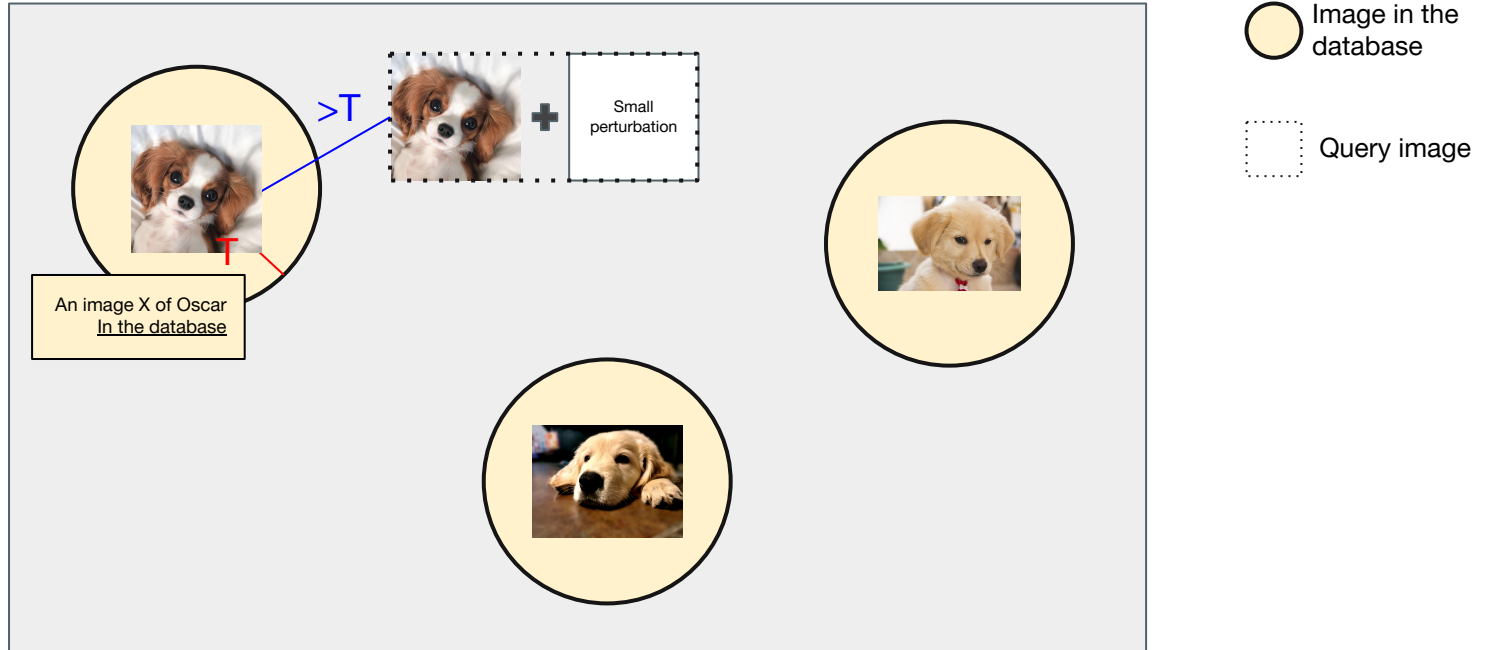 Image in the
database
>T
Small
perturbation
Query image
T
An image X of Oscar
In the database